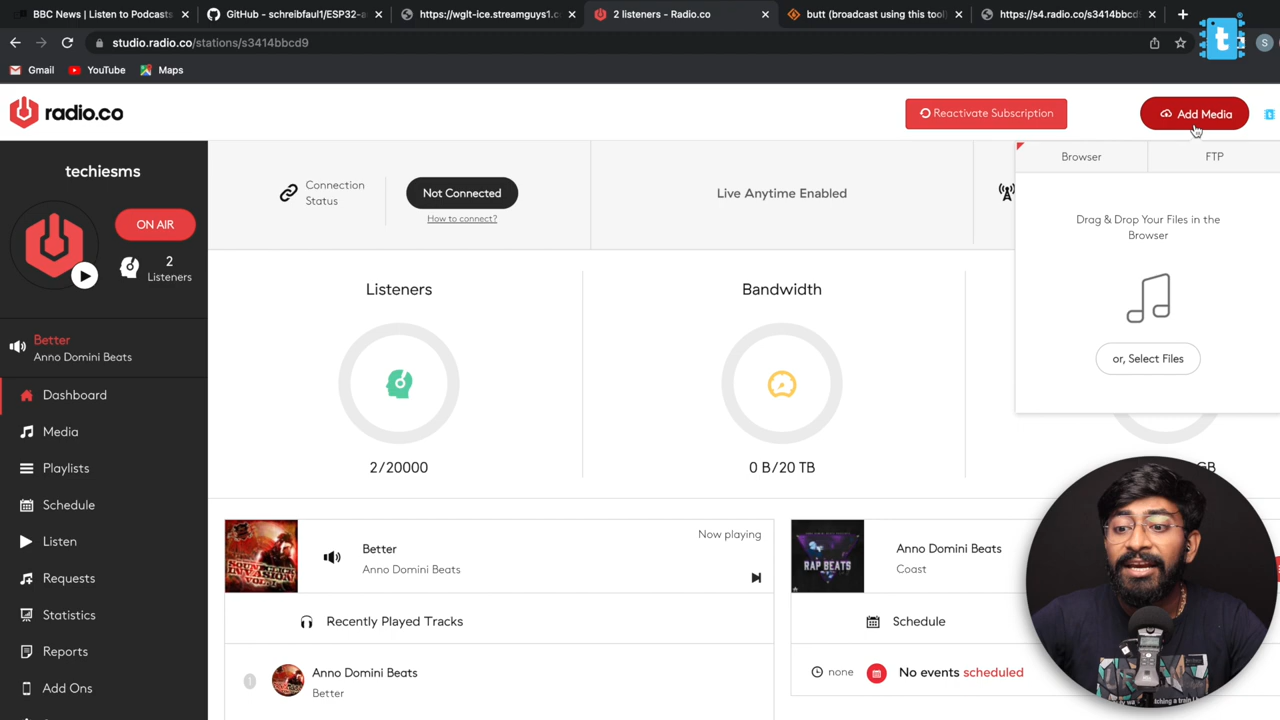 BBC News | Listen to Podcasts
GitHub - schreibfaul1/ESP32-a
https://wglt-ice.streamguys1.c
2 listeners - Radio.co
butt (broadcast using this tool)
https://s4.radio.co/s3414bbcd
studio.radio.co/stations/s3414bbcd9
t
S
Gmail
YouTube
Maps
radio.co
Reactivate Subscription
Add Media
techiesms
ON AIR
2
Listeners
Better
Anno Domini Beats
Dashboard
Media
Playlists
Schedule
Listen
Requests
Statistics
Reports
Add Ons
Connection
Status
Not Connected
How to connect?
Live Anytime Enabled
Browser
FTP
Drag & Drop Your Files in the
Browser
or, Select Files
Listeners
Bandwidth
2/20000
0 B/20 TB
GB
Better
Anno Domini Beats
Now playing
Recently Played Tracks
Anno Domini Beats
Better
RAP BEATS
Anno Domini Beats
Coast
Schedule
none
No events scheduled